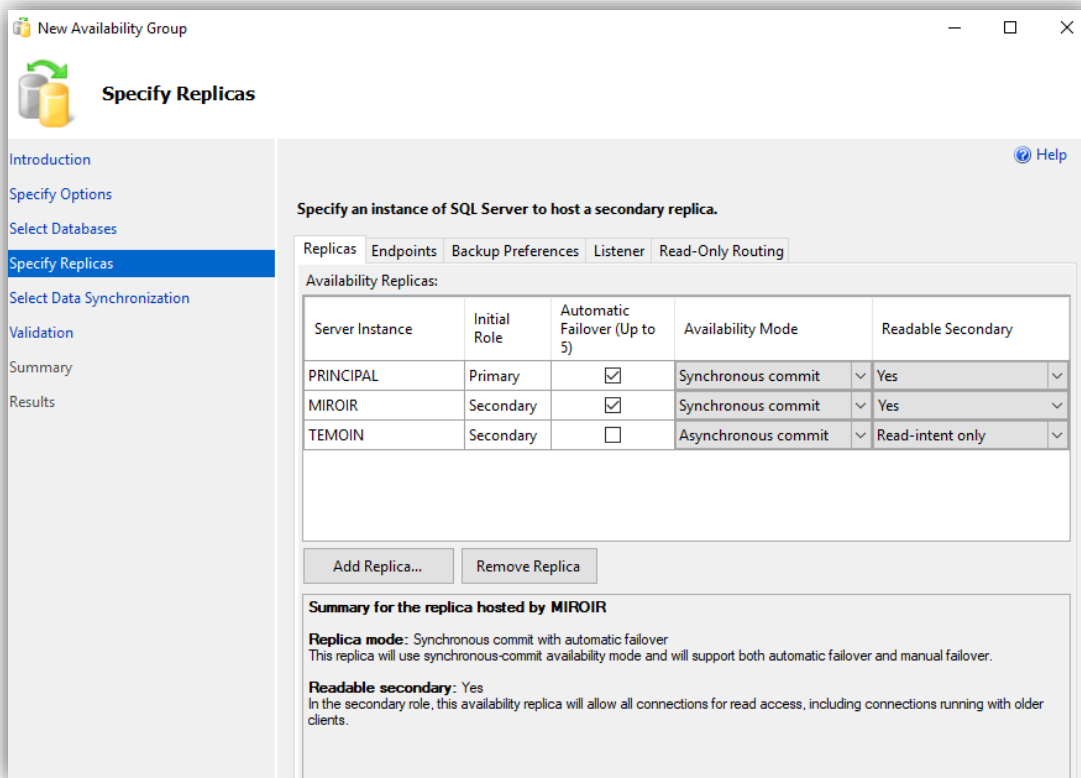 New Availability Group
Specify Replicas
Introduction
Specify Options
Select Databases
Specify Replicas
Select Data Synchronization
Validation
Summary
Results
Help
Specify an instance of SQL Server to host a secondary replica.
Replicas Endpoints Backup Preferences Listener Read-Only Routing
Availability Replicas:
Server Instance Initial Role Automatic Failover (Up to 5) Availability Mode Readable Secondary
PRINCIPAL Primary Synchronous commit Yes
MIROIR Secondary Synchronous commit Yes
TEMOIN Secondary Asynchronous commit Read-intent only
Add Replica... Remove Replica
Summary for the replica hosted by MIROIR
Replica mode: Synchronous commit with automatic failover
This replica will use synchronous-commit availability mode and will support both automatic failover and manual failover.
Readable secondary: Yes
In the secondary role, this availability replica will allow all connections for read access, including connections running with older
clients.